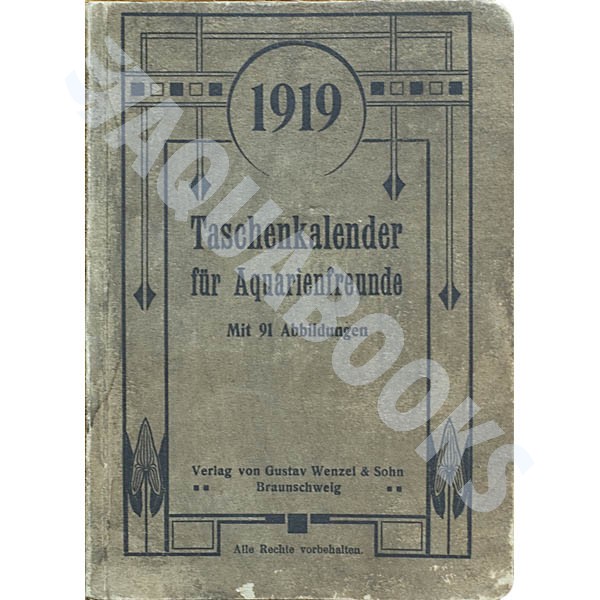 1919
Taschenkalender
für Aquarienfreunde
Mit 91 Abbildungen
Verlag von Gustav Wenzel & Sohn
Braunschweig
Alle Rechte vorbehalten.
AQUABOOKS